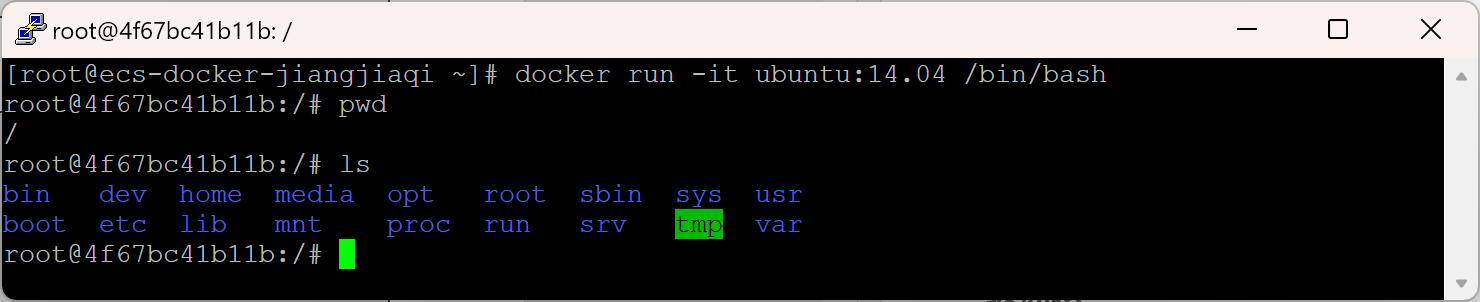 root@4f67bc41b11b: /
[root@ecs-docker-jiangjiaqi ~]# docker run -it ubuntu:14.04 /bin/bash
root@4f67bc41b11b:/# pwd
/
root@4f67bc41b11b:/# ls
bin dev home media opt root sbin sys usr
boot etc lib mnt proc run srv tmp var
root@4f67bc41b11b:/#